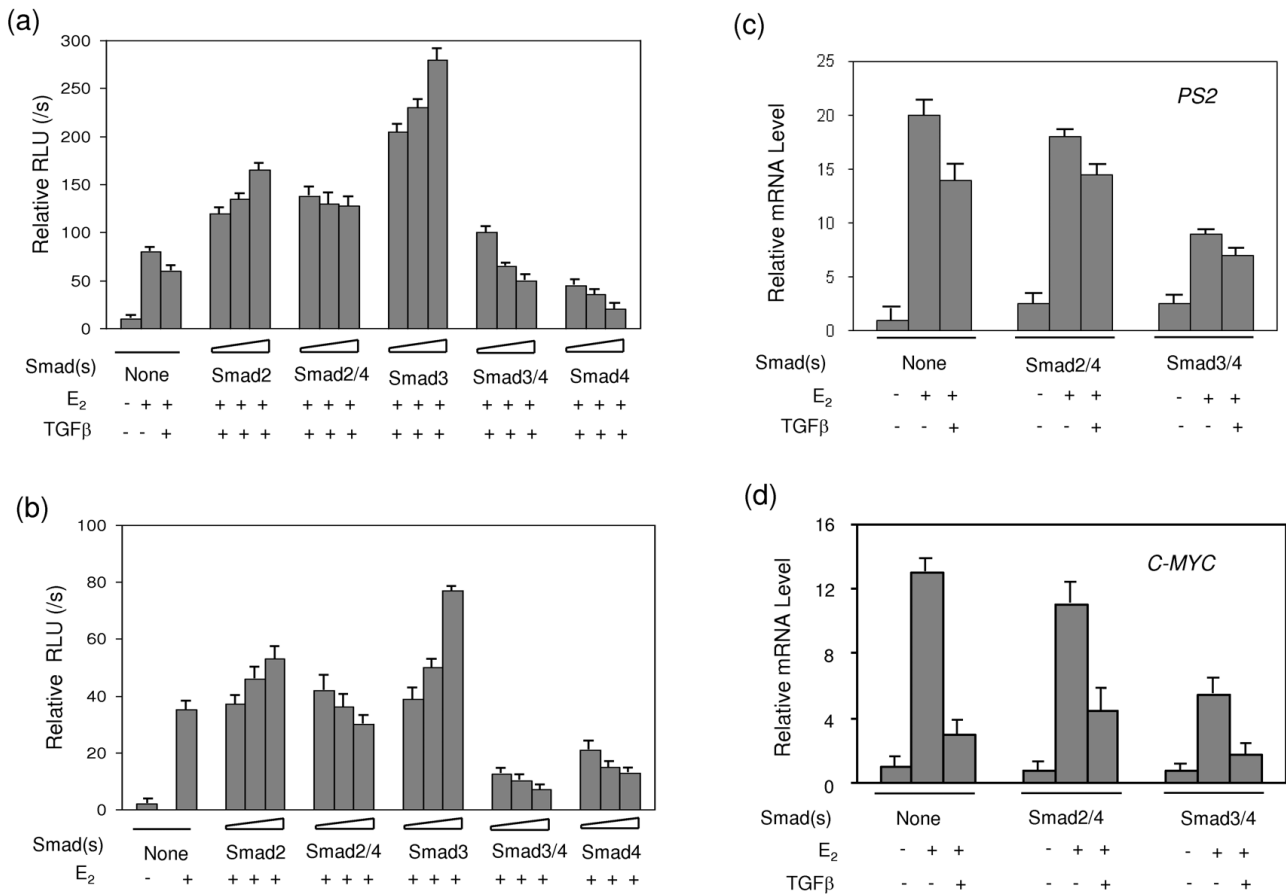 (a)
Relative RLU (/s)
300
250
200
150
100
50
0
Smad(s) None Smad2 Smad2/4 Smad3 Smad3/4 Smad4
E2 - + + + + + + + + + + + + + + + + +
TGFβ - - + + + + + + + + + + + + + + + +
(b)
Relative RLU (/s)
100
80
60
40
20
0
Smad(s) None Smad2 Smad2/4 Smad3 Smad3/4 Smad4
E2 - + + + + + + + + + + + + + + + +
(c)
Relative mRNA Level
25
20
15
10
5
0
PS2
Smad(s) None Smad2/4 Smad3/4
E2 - + + - + + - + +
TGFβ - - + - - + - - +
(d)
Relative mRNA Level
16
12
8
4
0
C-MYC
Smad(s) None Smad2/4 Smad3/4
E2 - + + - + + - + +
TGFβ - - + - - + - - +